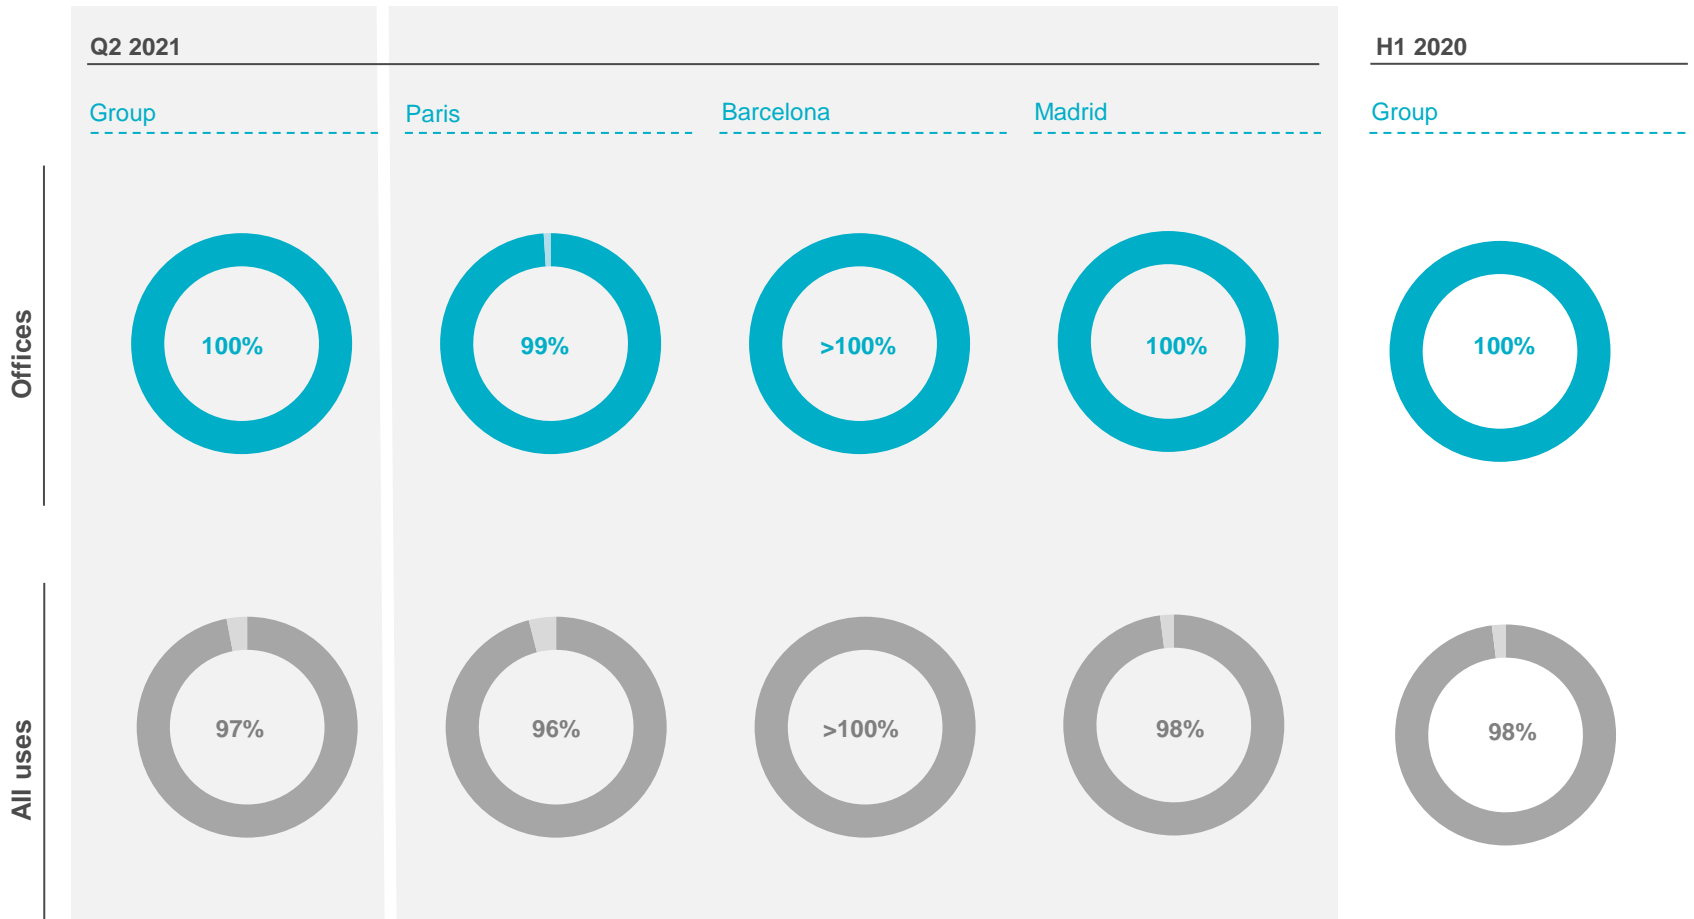 Q2 2021
H1 2020
Group
Paris
Barcelona
Madrid
Group
Offices
100%
99%
>100%
100%
100%
All uses
97%
96%
>100%
98%
98%